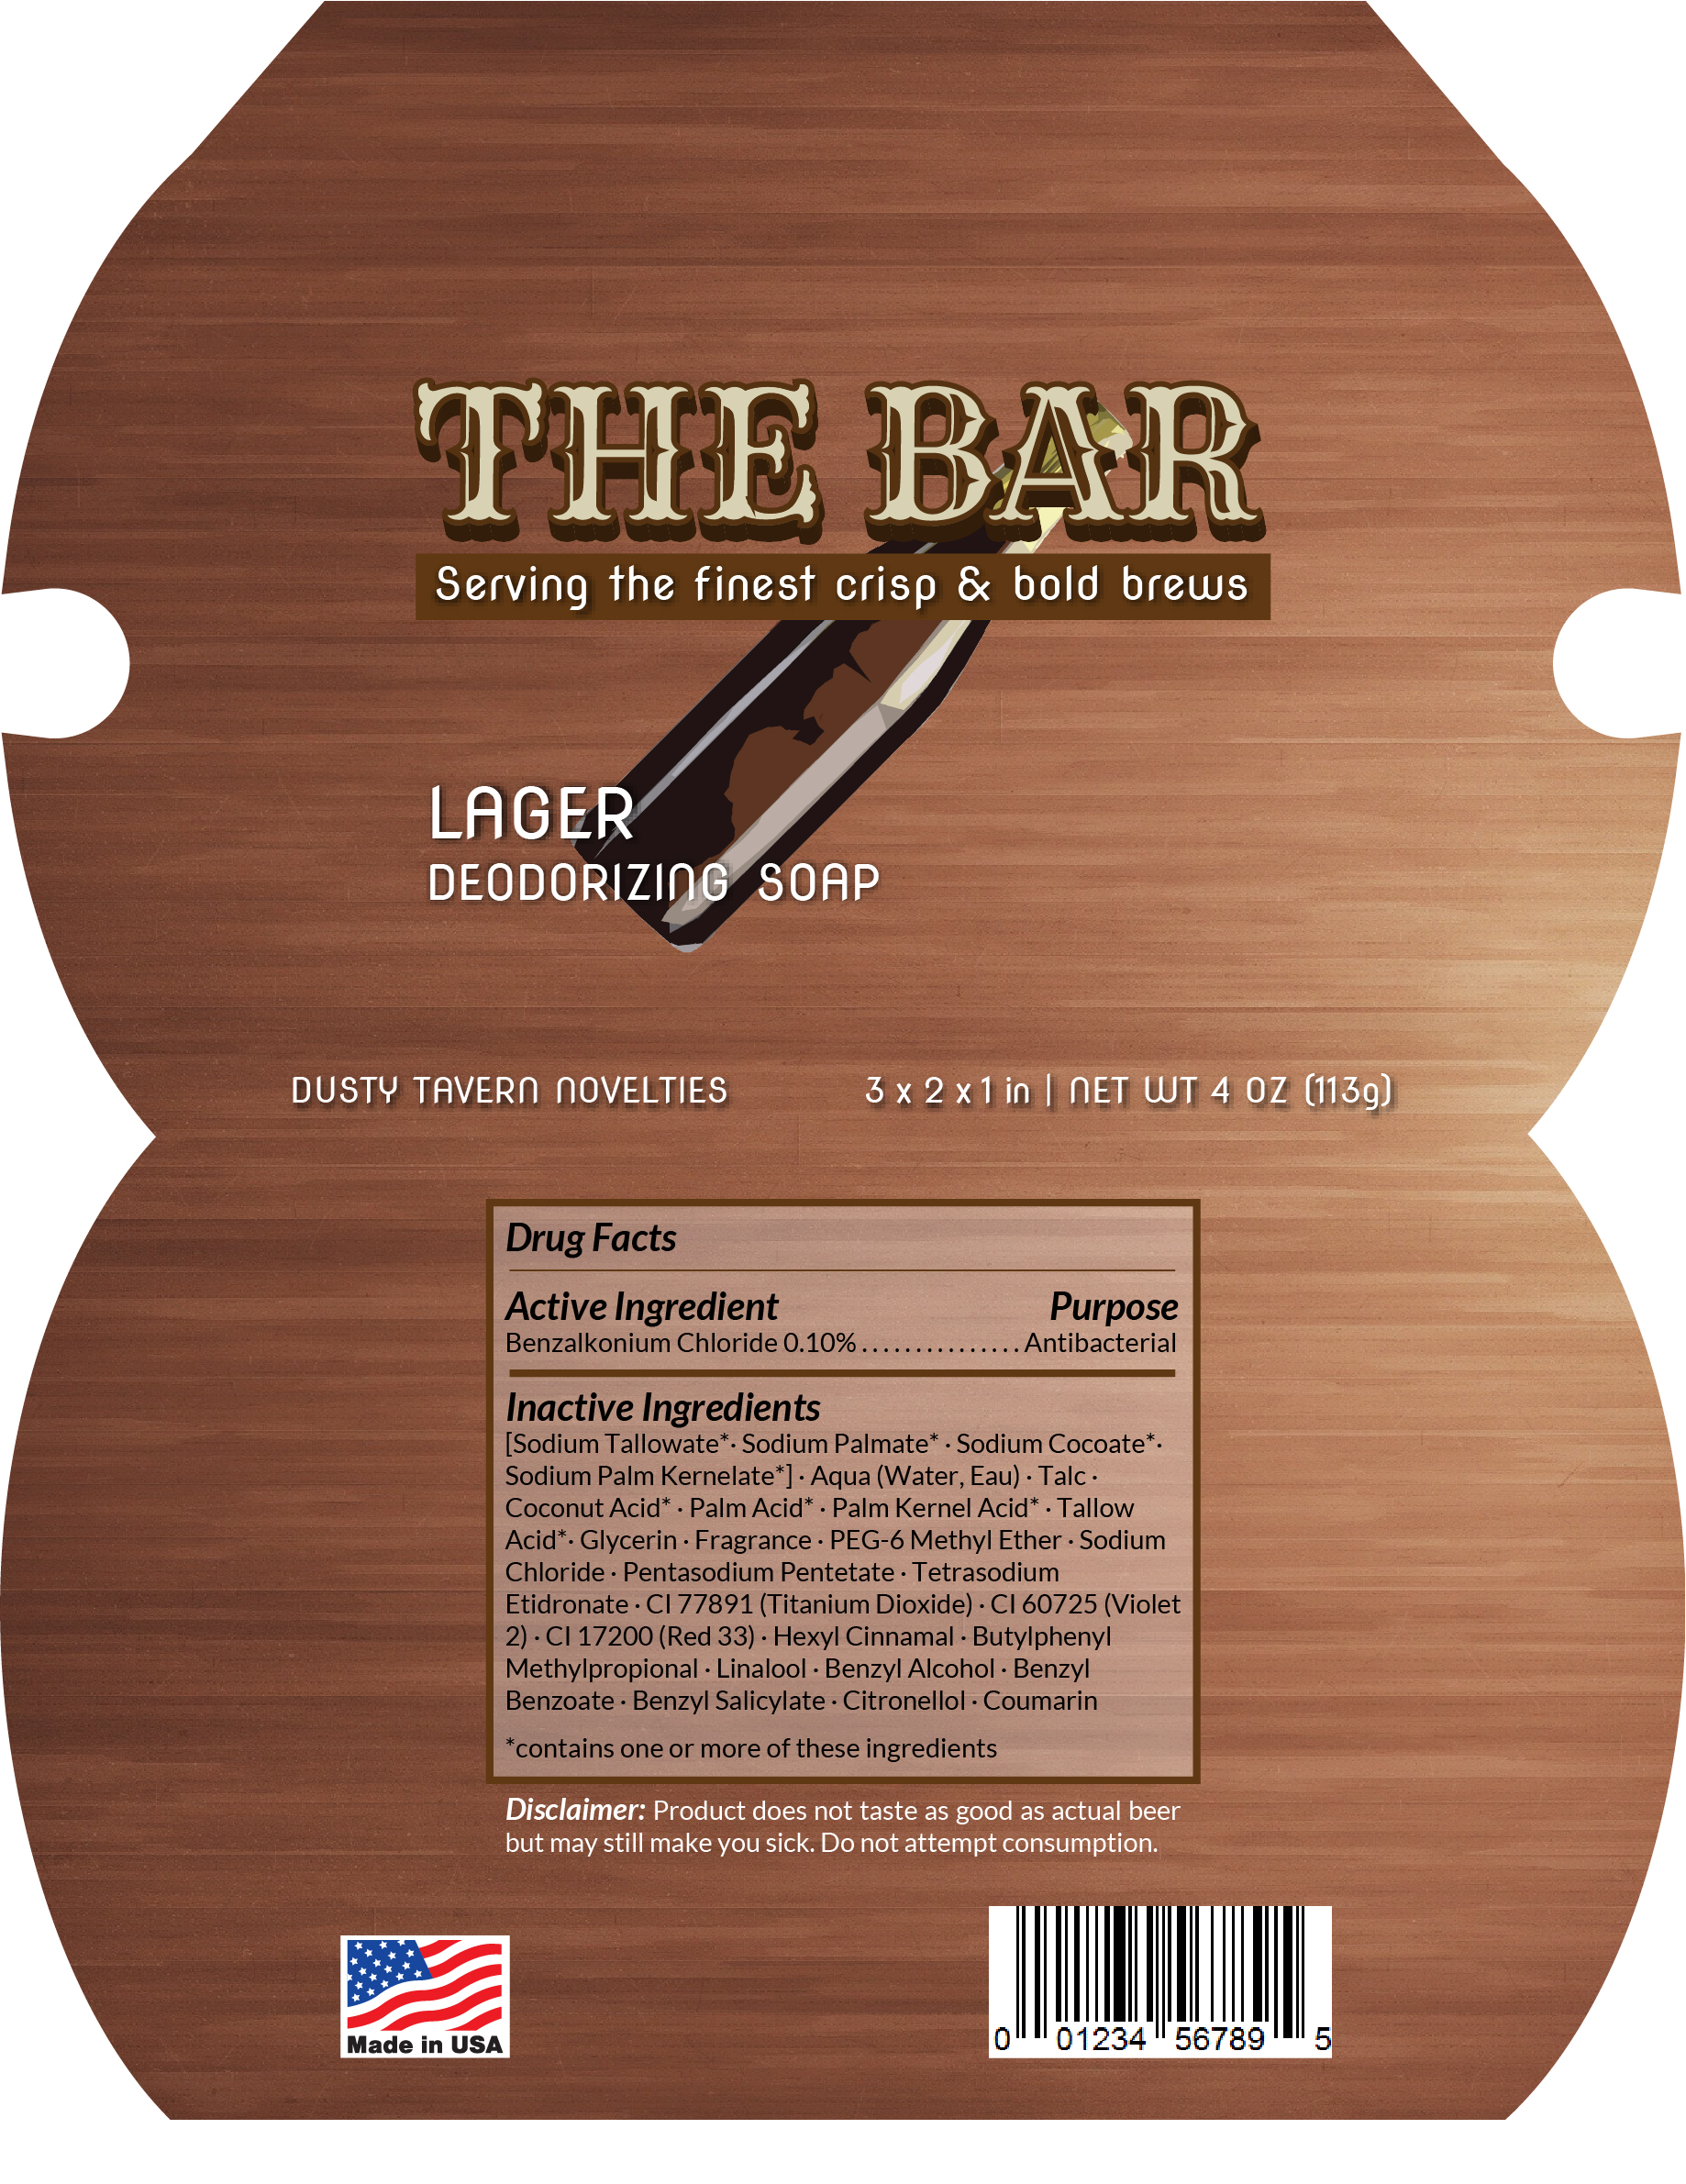 THE BAR
Serving the finest crisp & bold brews
LAGER
DEODORIZING SOAP
DUSTY TAVERN NOVELTIES
3 x 2 x 1 in | NET WT 4 OZ (113g)
Drug Facts
Active Ingredient Purpose
Benzalkonium Chloride 0.10% . . . . . . . . . . . . . . . Antibacterial
Inactive Ingredients
[Sodium Tallowate*· Sodium Palmate* · Sodium Cocoate*·
Sodium Palm Kernelate*] · Aqua (Water, Eau) · Talc ·
Coconut Acid* · Palm Acid* · Palm Kernel Acid* · Tallow
Acid*· Glycerin · Fragrance · PEG-6 Methyl Ether · Sodium
Chloride · Pentasodium Pentetate · Tetrasodium
Etidronate · CI 77891 (Titanium Dioxide) · CI 60725 (Violet
2) · CI 17200 (Red 33) · Hexyl Cinnamal · Butylphenyl
Methylpropional · Linalool · Benzyl Alcohol · Benzyl
Benzoate · Benzyl Salicylate · Citronellol · Coumarin
*contains one or more of these ingredients
Disclaimer: Product does not taste as good as actual beer
but may still make you sick. Do not attempt consumption.
Made in USA
0 01234 56789 5